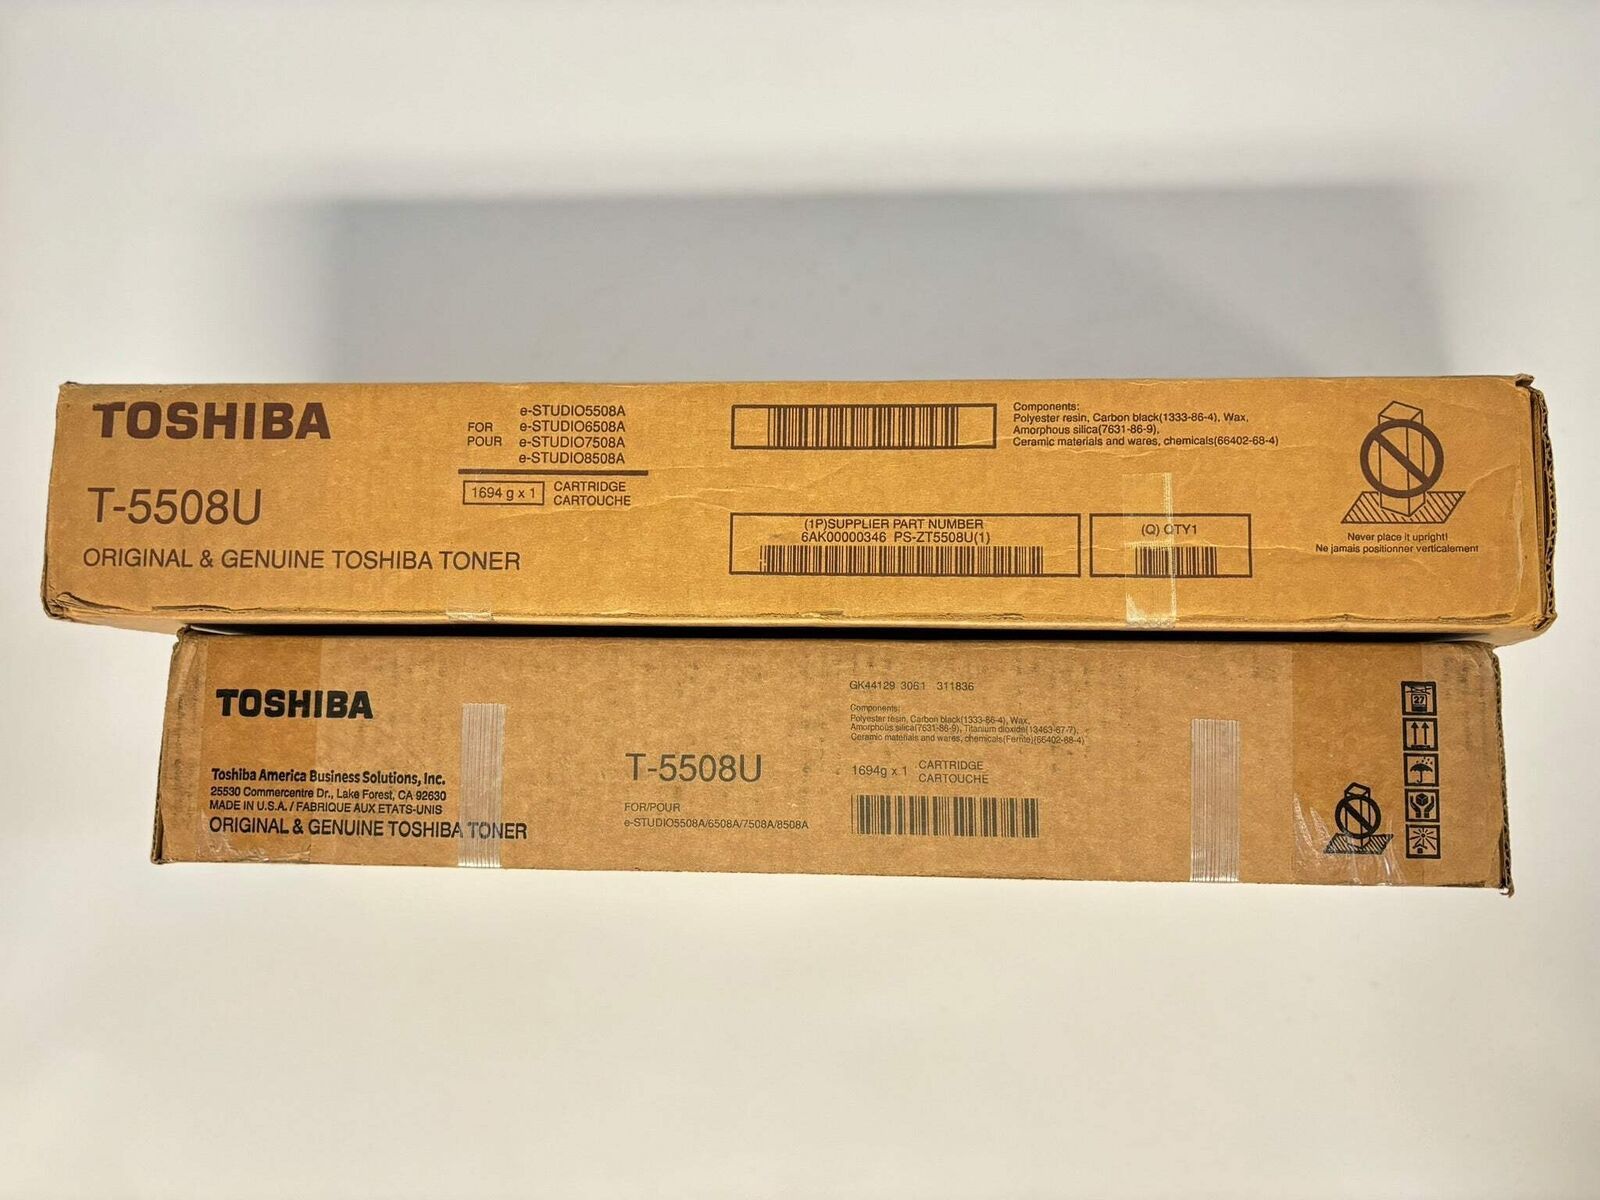 TOSHIBA
T-5508U
ORIGINAL & GENUINE TOSHIBA TONER
FOR
POUR
e-STUDIO5508A
e-STUDIO6508A
e-STUDIO7508A
e-STUDIO8508A
1694 g x 1
CARTRIDGE
CARTOUCHE
(1P)SUPPLIER PART NUMBER
6AK00000346 PS-ZT5508U(1)
(Q) QTY1
Components:
Polyester resin, Carbon black(1333-86-4), Wax,
Amorphous silica(7631-86-9),
Ceramic materials and wares, chemicals(66402-68-4)
Never place it upright!
Ne jamais positionner verticalement
TOSHIBA
Toshiba America Business Solutions, Inc.
25530 Commercentre Dr., Lake Forest, CA 92630
MADE IN U.S.A. / FABRIQUE AUX ETATS-UNIS
ORIGINAL & GENUINE TOSHIBA TONER
T-5508U
FOR/POUR
e-STUDIO5508A/6508A/7508A/8508A
GK44129 3061 311836
Components:
Polyester resin, Carbon black(1333-86-4), Wax,
Amorphous silica(7631-86-9), Titanium dioxide(13463-67-7),
Ceramic materials and wares, chemicals(Ferrite)(66402-68-4)
1694g x 1
CARTRIDGE
CARTOUCHE
27